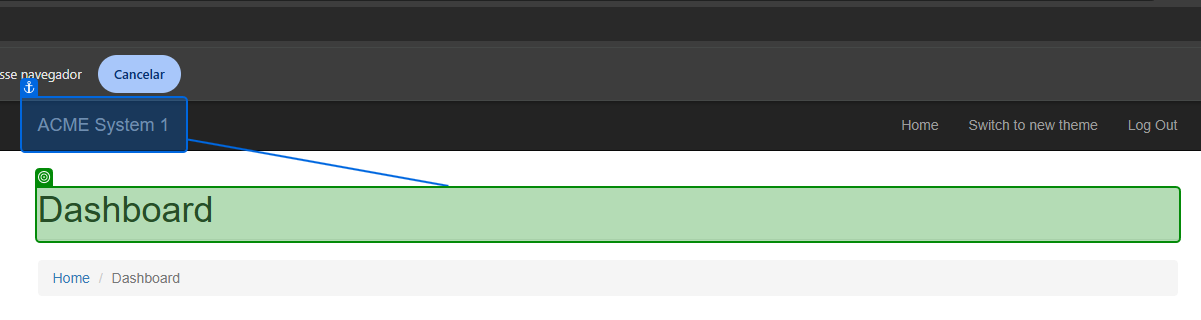 sse navegador Cancelar
ACME System 1 Home Switch to new theme Log Out
Dashboard
Home / Dashboard